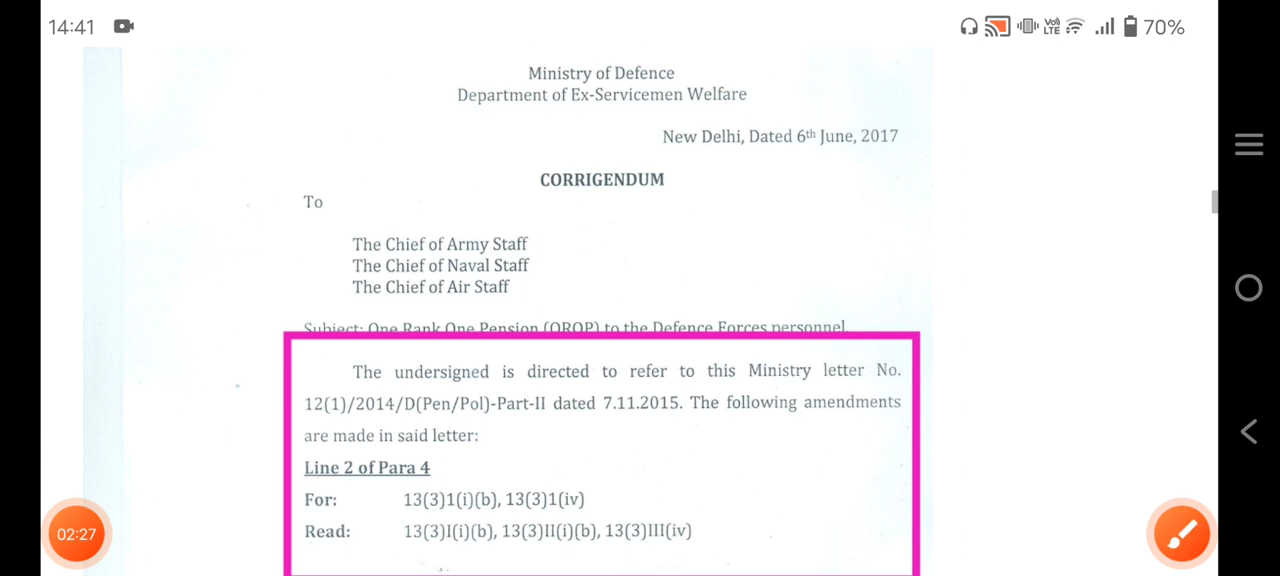 14:41
Vo)) LTE
70%
Ministry of Defence
Department of Ex-Servicemen Welfare
New Delhi, Dated 6th June, 2017
CORRIGENDUM
To
The Chief of Army Staff
The Chief of Naval Staff
The Chief of Air Staff
Subject: One Rank One Pension (OROP) to the Defence Forces personnel.
The undersigned is directed to refer to this Ministry letter No.
12(1)/2014/D(Pen/Pol)-Part-II dated 7.11.2015. The following amendments
are made in said letter:
Line 2 of Para 4
For: 13(3)1(i)(b), 13(3)1(iv)
Read: 13(3)I(i)(b), 13(3)II(i)(b), 13(3)III(iv)
02:27